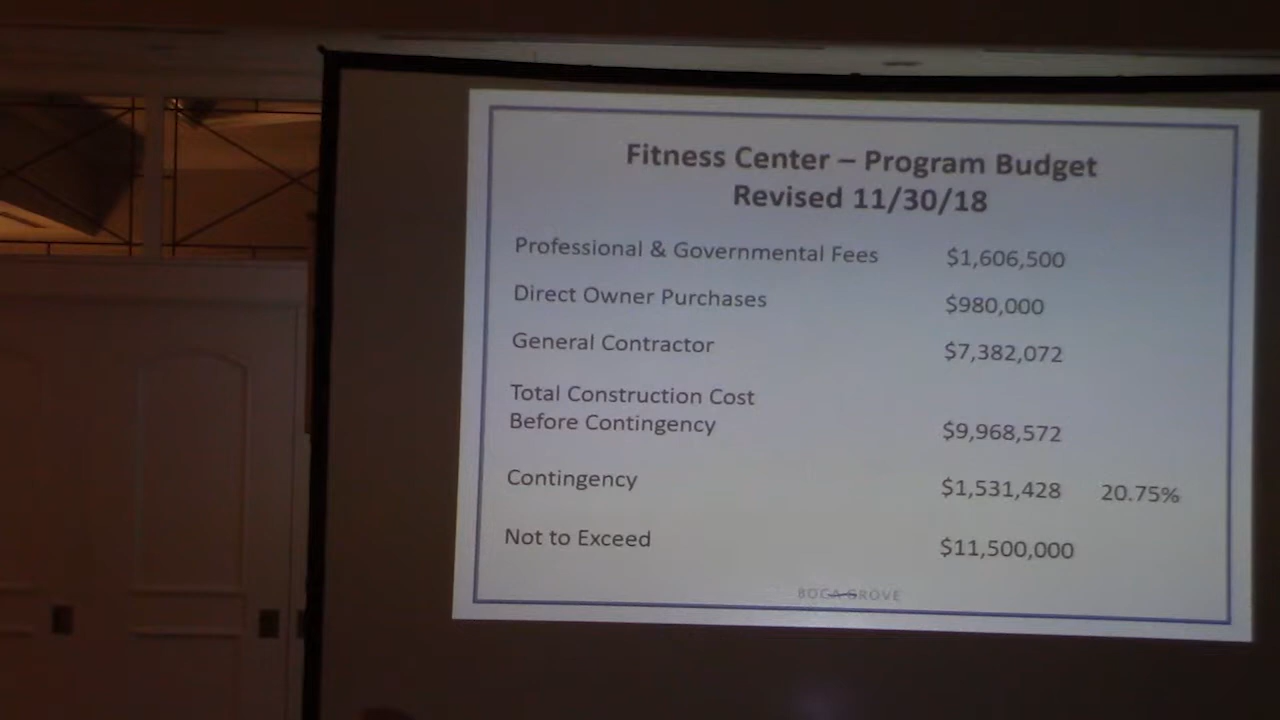 Fitness Center – Program Budget
Revised 11/30/18
Professional & Governmental Fees $1,606,500
Direct Owner Purchases $980,000
General Contractor $7,382,072
Total Construction Cost
Before Contingency $9,968,572
Contingency $1,531,428 20.75%
Not to Exceed $11,500,000
BOCA GROVE